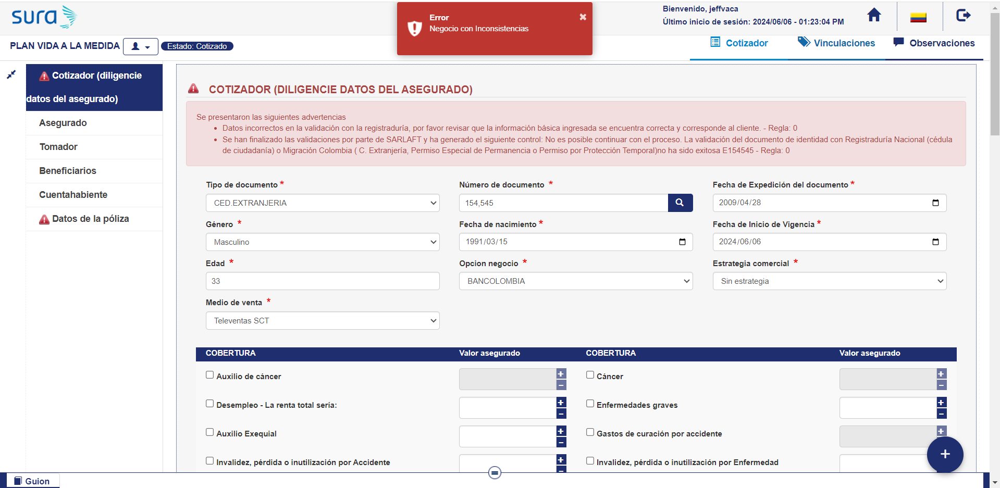 sura
Error
Negocio con Inconsistencias
Bienvenido, jeffvaca
Último inicio de sesión: 2024/06/06 - 01:23:04 PM
PLAN VIDA A LA MEDIDA
Estado: Cotizado
Cotizador
Vinculaciones
Observaciones
Cotizador (diligencie
datos del asegurado)
Asegurado
Tomador
Beneficiarios
Cuentahabiente
Datos de la póliza
COTIZADOR (DILIGENCIE DATOS DEL ASEGURADO)
Se presentaron las siguientes advertencias
• Datos incorrectos en la validación con la registraduría, por favor revisar que la información básica ingresada se encuentra correcta y corresponde al cliente. - Regla: 0
• Se han finalizado las validaciones por parte de SARLAFT y ha generado el siguiente control: No es posible continuar con el proceso. La validación del documento de identidad con Registraduría Nacional (cédula
de ciudadanía) o Migración Colombia ( C. Extranjería, Permiso Especial de Permanencia o Permiso por Protección Temporal)no ha sido exitosa E154545 - Regla: 0
Tipo de documento * Número de documento * Fecha de Expedición del documento *
CED.EXTRANJERIA 154,545 2009/04/28
Género * Fecha de nacimiento * Fecha de Inicio de Vigencia *
Masculino 1991/03/15 2024/06/06
Edad * Opcion negocio * Estrategia comercial *
33 BANCOLOMBIA Sin estrategia
Medio de venta *
Televentas SCT
COBERTURA Valor asegurado COBERTURA Valor asegurado
Auxilio de cáncer + - Cáncer + -
Desempleo - La renta total sería: + - Enfermedades graves + -
Auxilio Exequial + - Gastos de curación por accidente +
Invalidez, pérdida o inutilización por Accidente + - Invalidez, pérdida o inutilización por Enfermedad
+
Guion